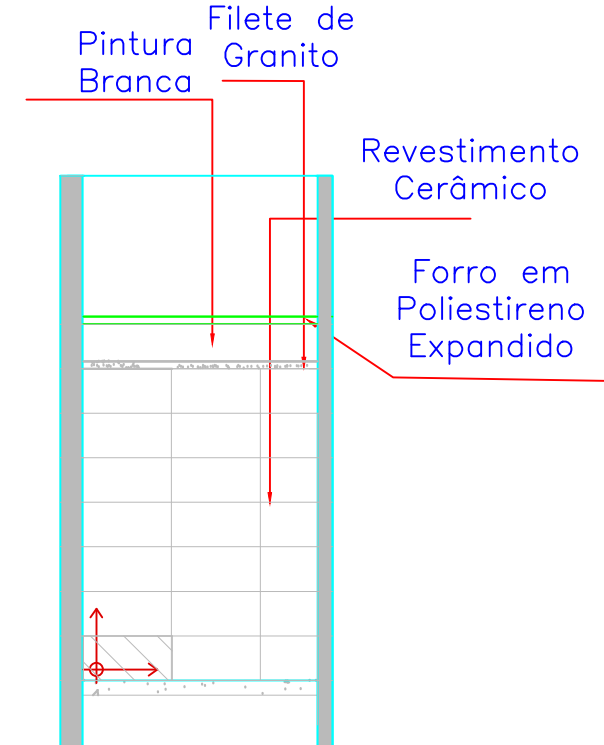 Filete de
Granito
Pintura
Branca
Revestimento
Cerâmico
Forro em
Poliestireno
Expandido